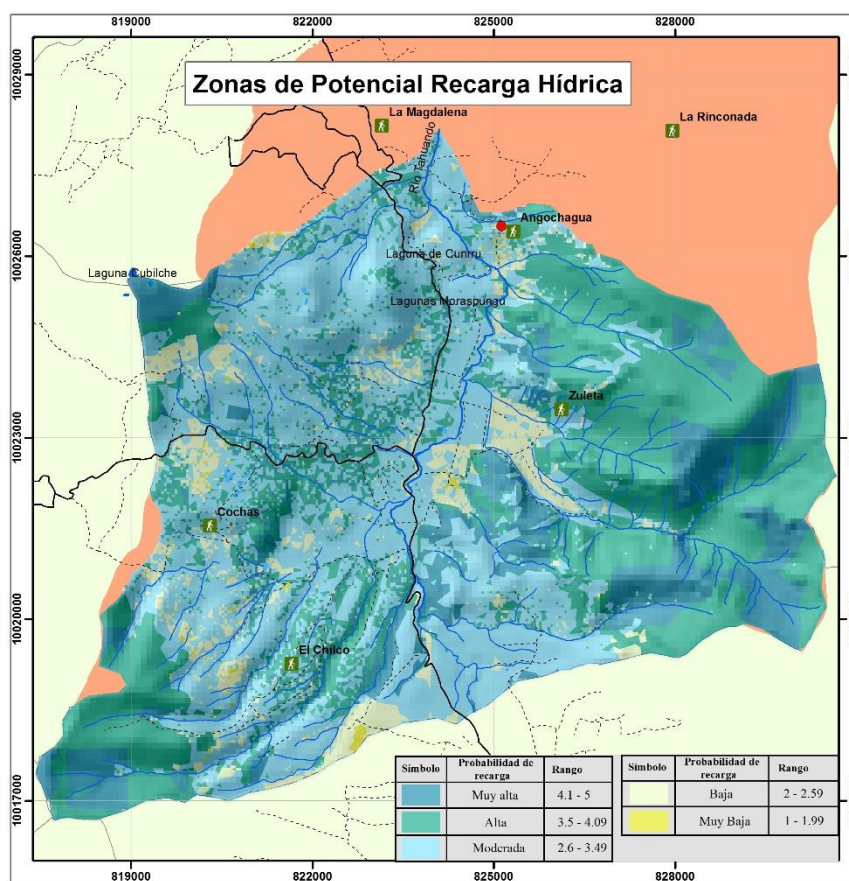 819000 822000 825000 828000
Zonas de Potencial Recarga Hídrica
10029000
La Magdalena
La Rinconada
Río Tahuando
Angochagua
10026000
Laguna de Cunrru
Laguna Cubilche
Lagunas Moraspungu
Zuleta
10023000
Cochas
10020000
El Chilco
Símbolo Probabilidad de recarga Rango
Muy alta 4.1 - 5
Alta 3.5 - 4.09
Moderada 2.6 - 3.49
Símbolo Probabilidad de recarga Rango
Baja 2 - 2.59
Muy Baja 1 - 1.99
10017000
819000 822000 825000 828000